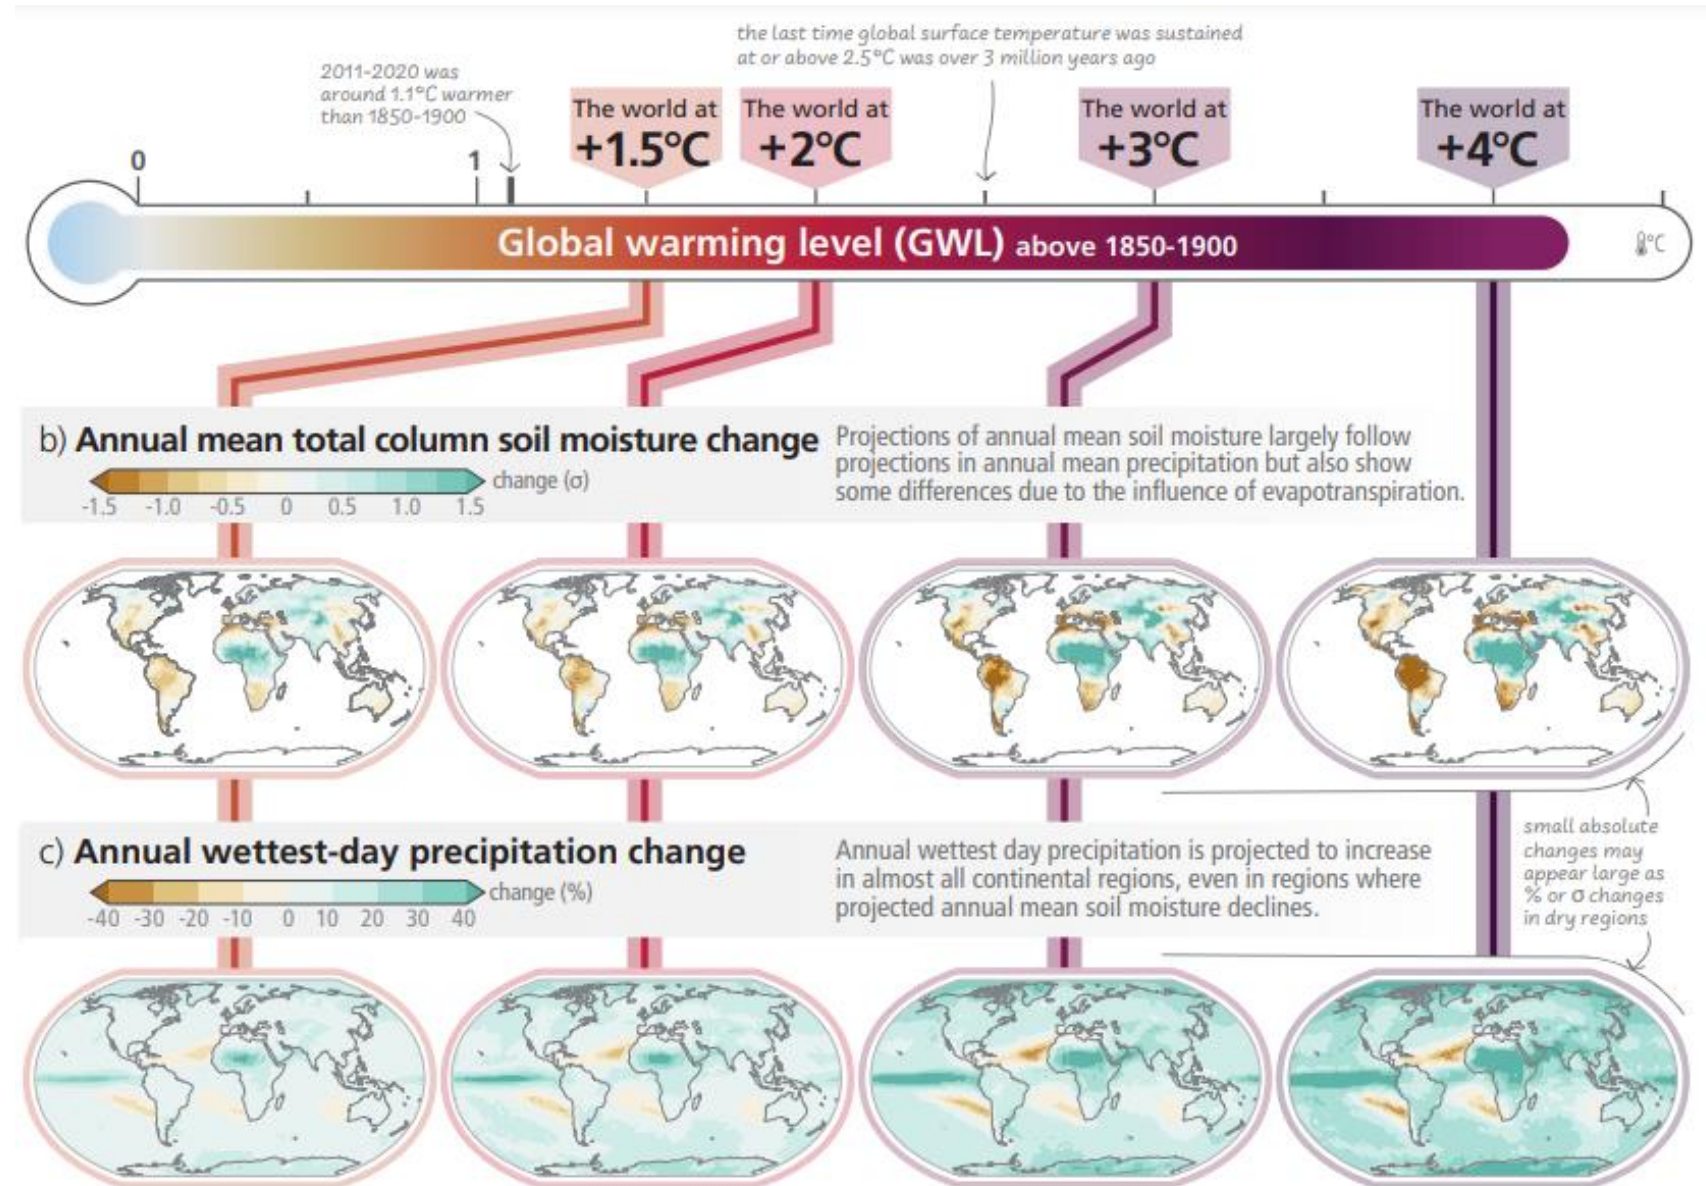 the last time global surface temperature was sustained
at or above 2.5°C was over 3 million years ago
2011-2020 was
around 1.1°C warmer
than 1850-1900
The world at
+1.5°C
The world at
+2°C
The world at
+3°C
The world at
+4°C
0
1
Global warming level (GWL) above 1850-1900
°C
b) Annual mean total column soil moisture change
change (σ)
-1.5 -1.0 -0.5 0 0.5 1.0 1.5
Projections of annual mean soil moisture largely follow
projections in annual mean precipitation but also show
some differences due to the influence of evapotranspiration.
c) Annual wettest-day precipitation change
change (%)
-40 -30 -20 -10 0 10 20 30 40
Annual wettest day precipitation is projected to increase
in almost all continental regions, even in regions where
projected annual mean soil moisture declines.
small absolute
changes may
appear large as
% or σ changes
in dry regions